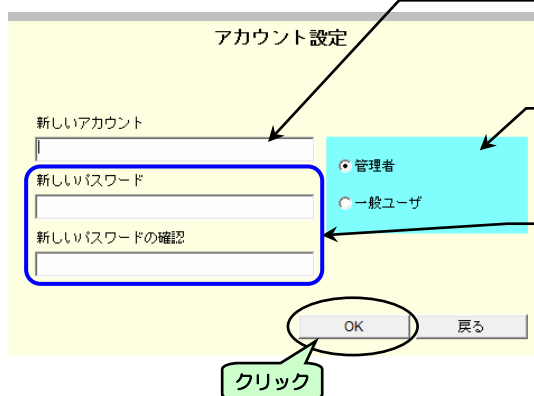 アカウント設定
新しいアカウント
新しいパスワード
新しいパスワードの確認
管理者
一般ユーザ
OK
戻る
クリック